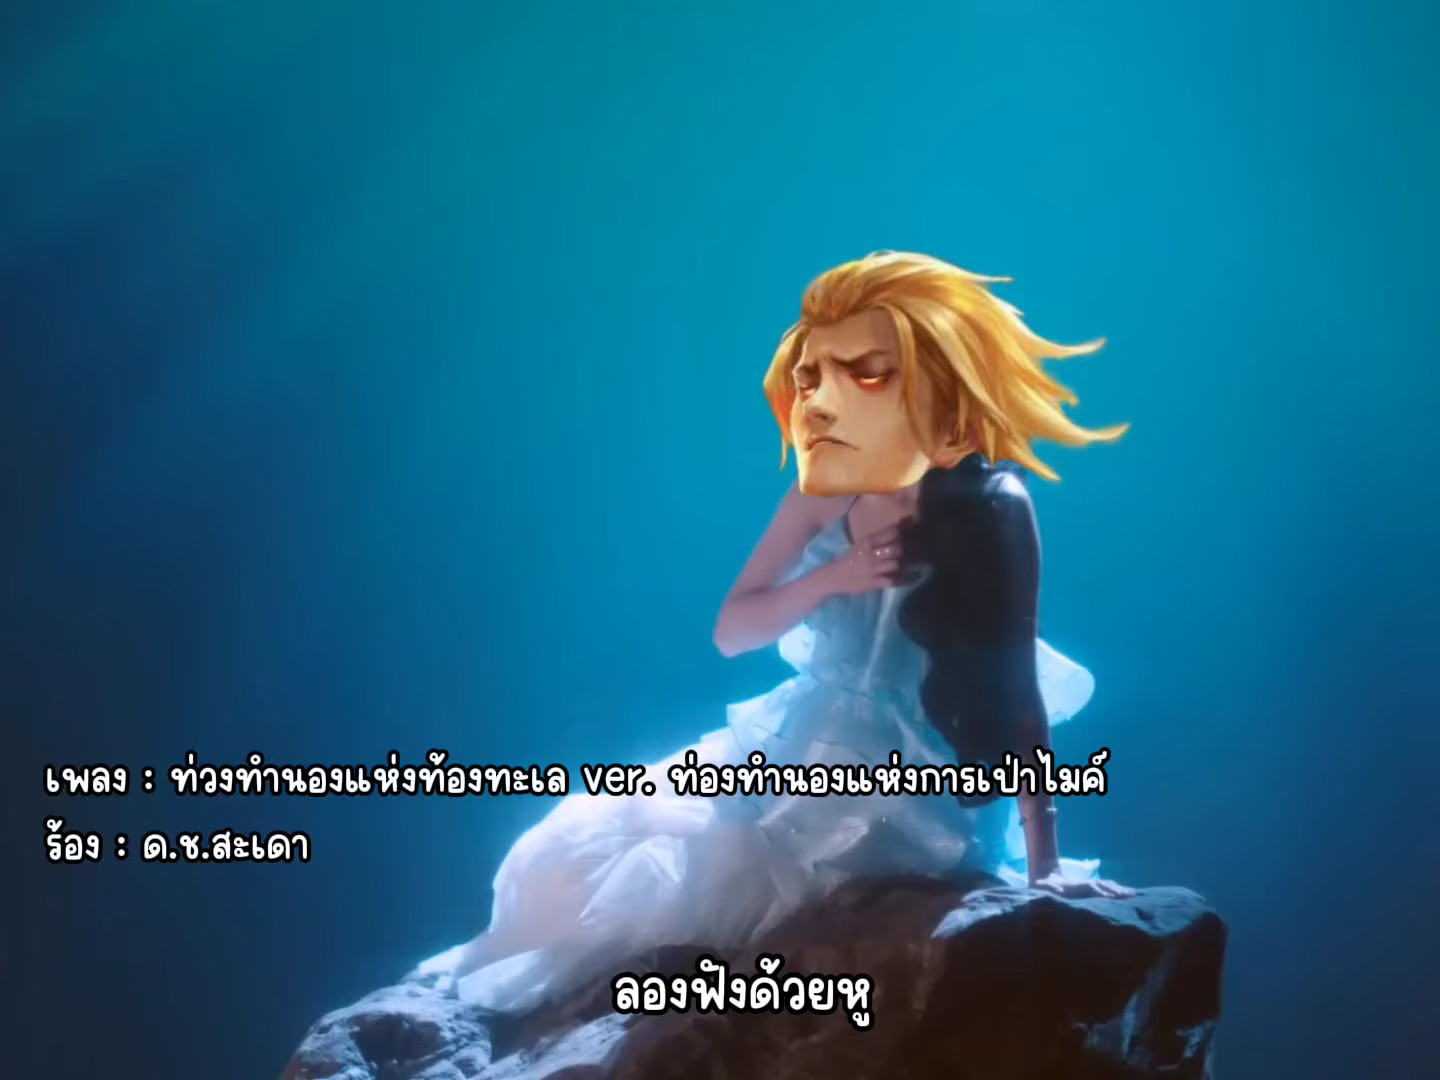 เพลง : ท่วงทำนองแห่งท้องทะเล ver. ท่องทำนองแห่งการเป่าไมค์
ร้อง : ด.ช.สะเดา
ลองฟังด้วยหู